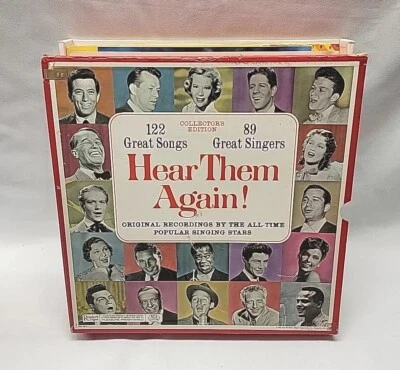 COLLECTOR'S
EDITION
122
Great Songs
89
Great Singers
Hear Them
Again!
ORIGINAL RECORDINGS BY THE ALL-TIME
POPULAR SINGING STARS